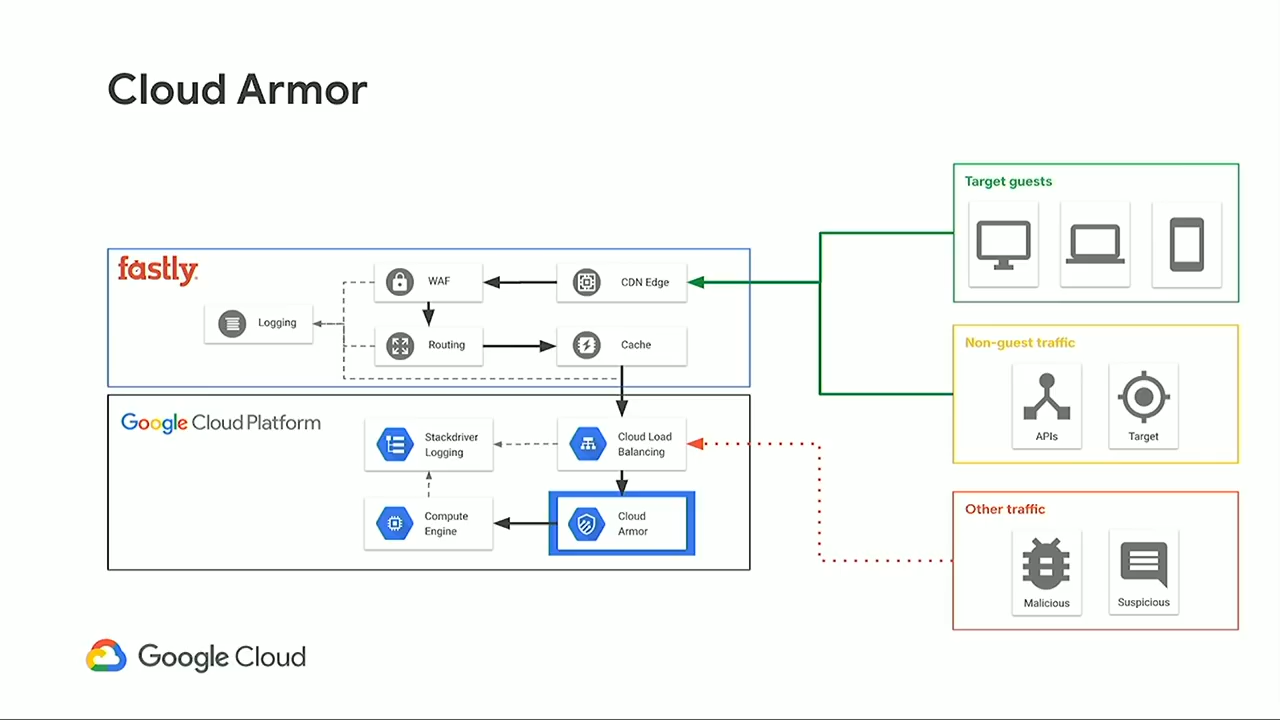 Cloud Armor
Target guests
fastly
WAF
CDN Edge
Logging
Routing
Cache
Non-guest traffic
APIs
Target
Google Cloud Platform
Stackdriver
Logging
Cloud Load
Balancing
Compute
Engine
Cloud
Armor
Other traffic
Malicious
Suspicious
Google Cloud